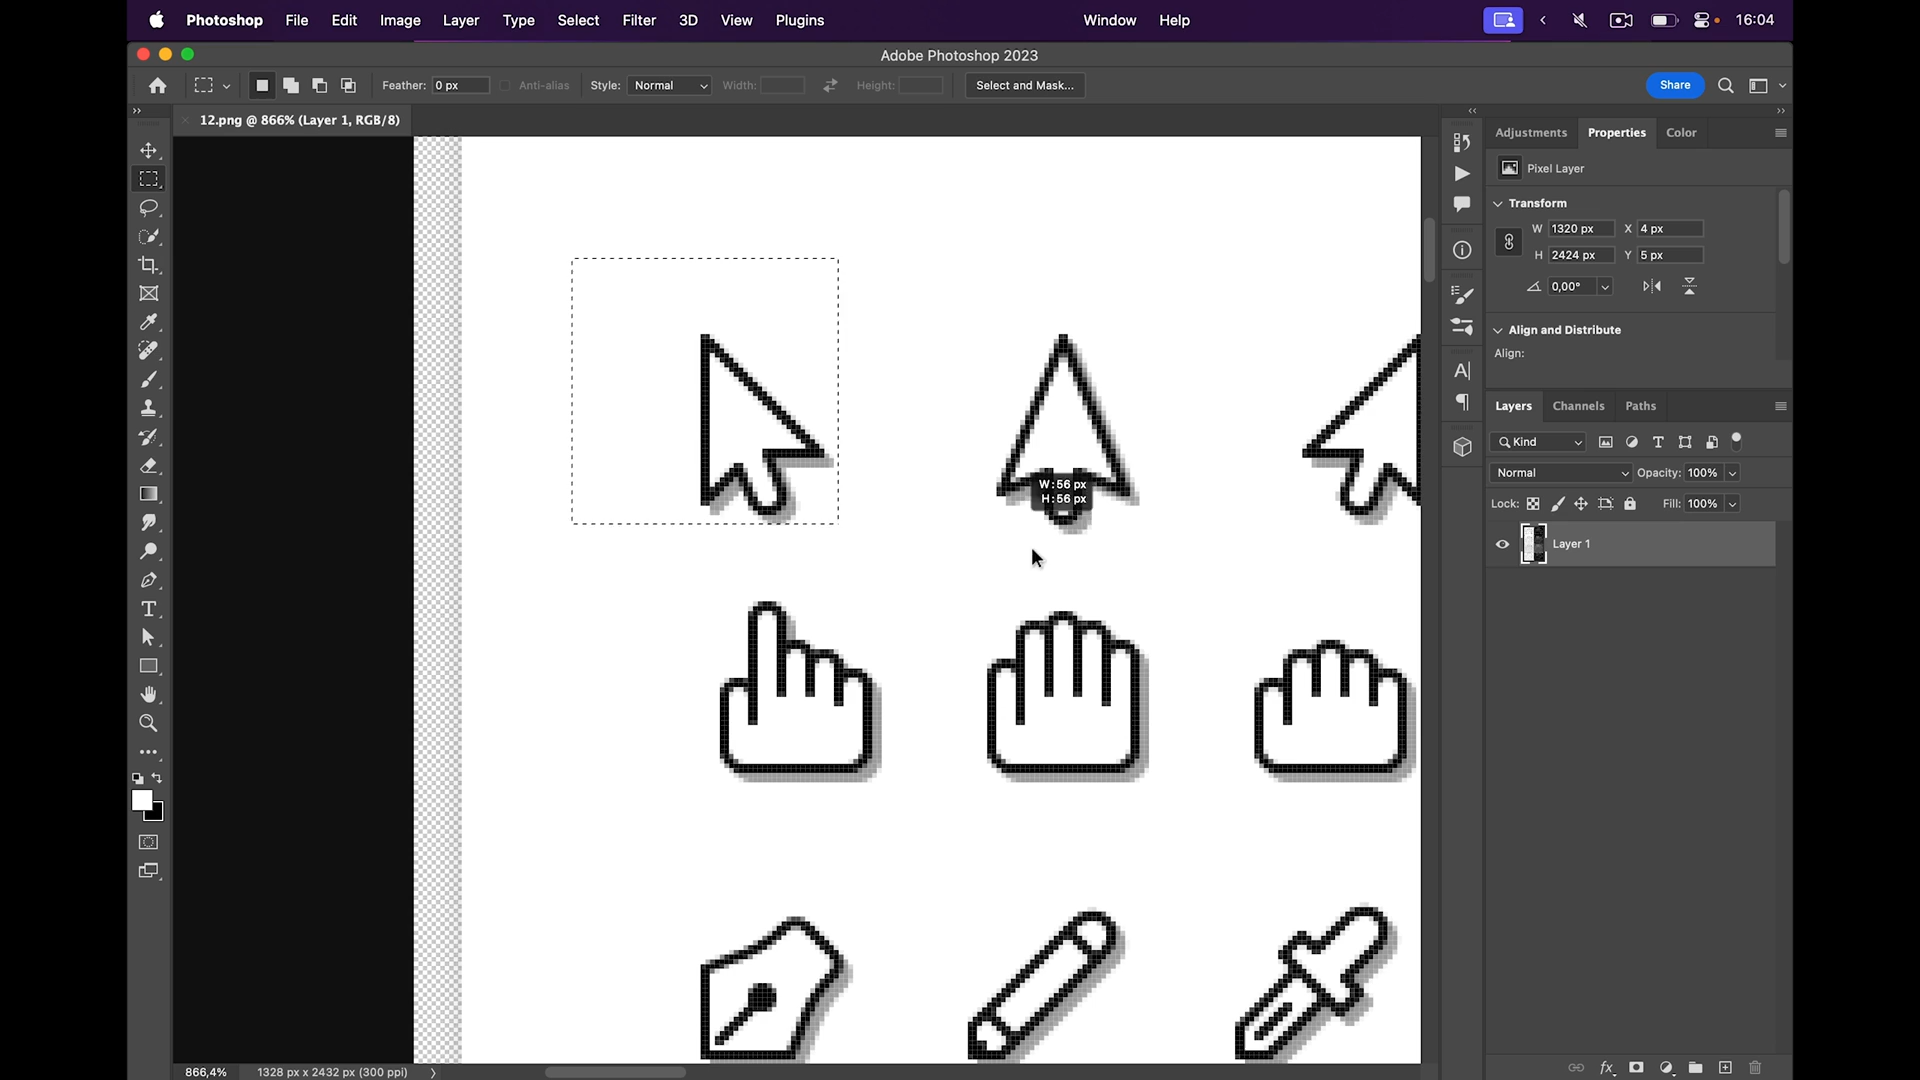 Photoshop File Edit Image Layer Type Select Filter 3D View Plugins Window Help 16:04
Adobe Photoshop 2023
Feather: 0 px Anti-alias Style: Normal Width: Height: Select and Mask... Share
12.png @ 866% (Layer 1, RGB/8)
Adjustments Properties Color
Pixel Layer
Transform
W 1320 px X 4 px
H 2424 px Y 5 px
0,00°
Align and Distribute
Align:
Layers Channels Paths
Kind
Normal Opacity: 100%
Lock: Fill: 100%
Layer 1
W: 56 px
H: 56 px
866,4% 1328 px x 2432 px (300 ppi)